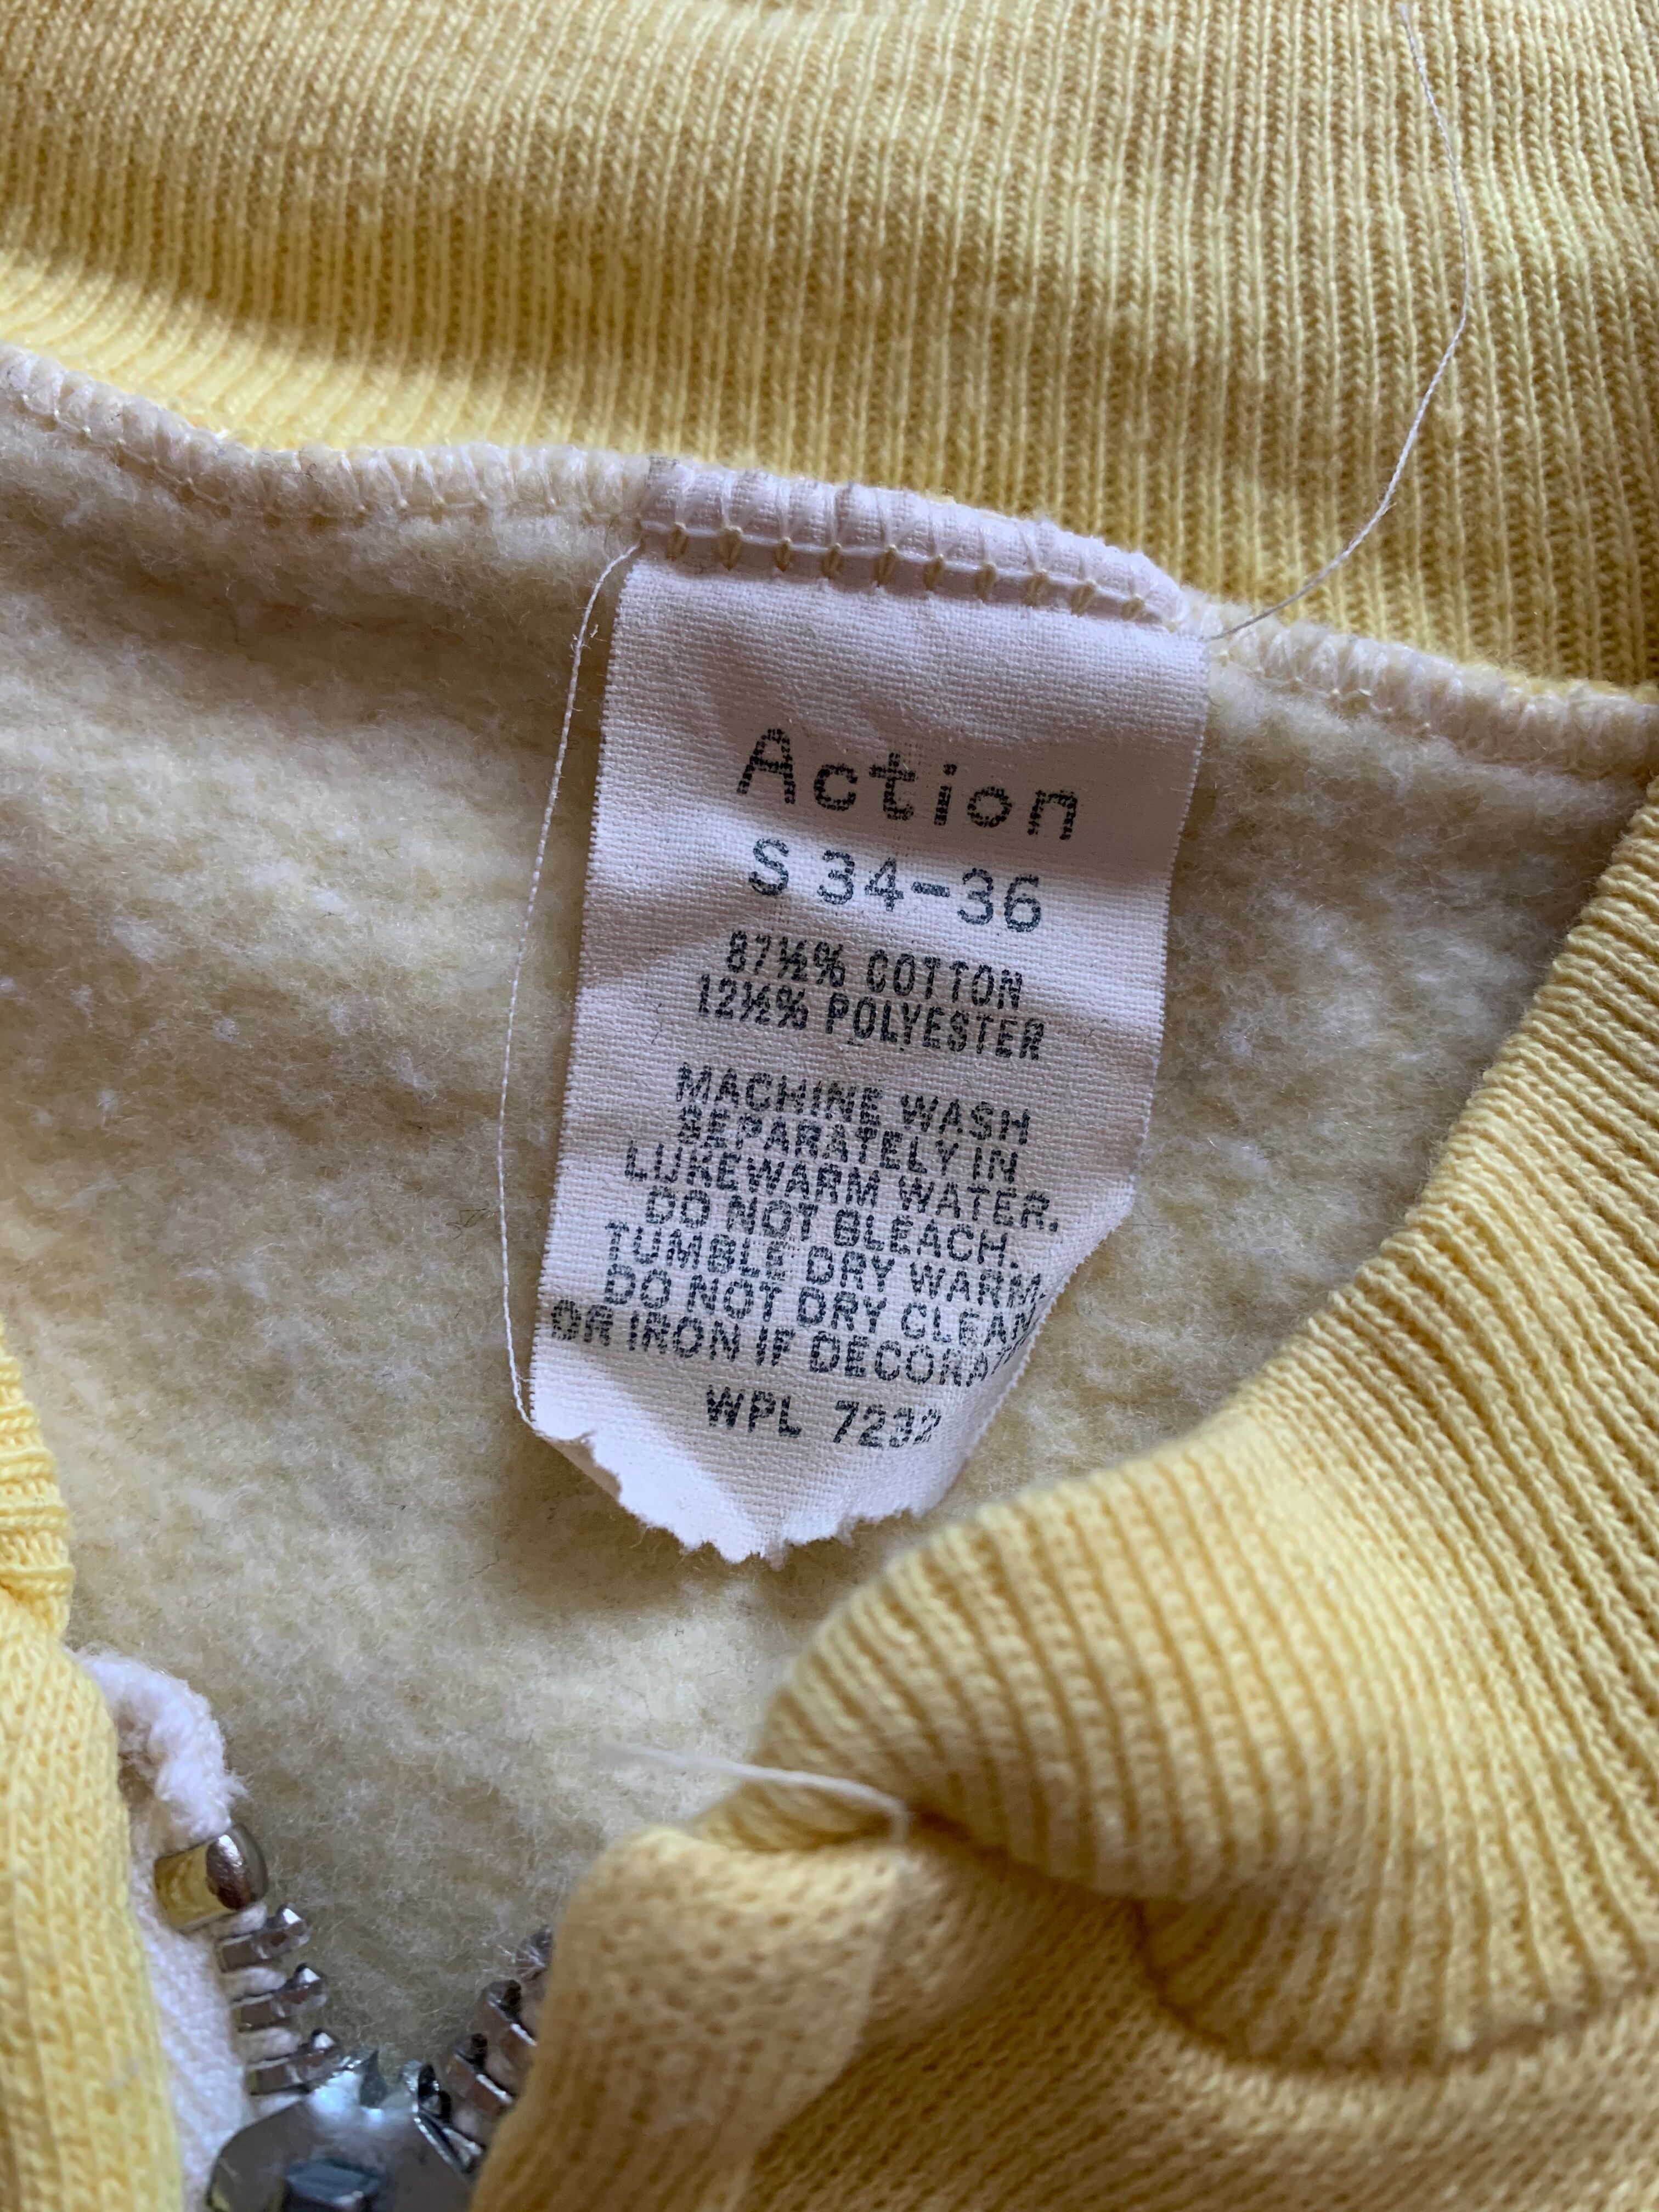 Action
S 34-36
87½% COTTON
12½% POLYESTER
MACHINE WASH
SEPARATELY IN
LUKEWARM WATER.
DO NOT BLEACH.
TUMBLE DRY WARM.
DO NOT DRY CLEAN
OR IRON IF
WPL 7232